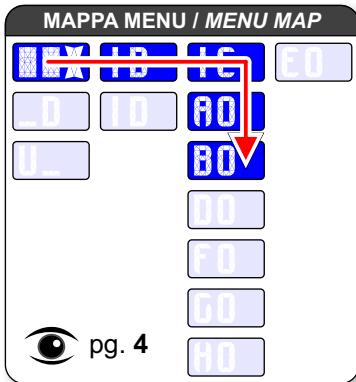 MAPPA MENU / MENU MAP
1B 1C E0
_D 1D A0
U_ B0
D0
F0
G0
H0
pg. 4